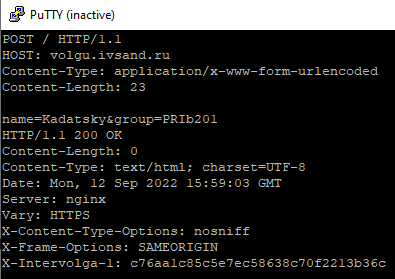 PuTTY (inactive)
POST / HTTP/1.1
HOST: volgu.ivsand.ru
Content-Type: application/x-www-form-urlencoded
Content-Length: 23

name=Kadatsky&group=PRIb201
HTTP/1.1 200 OK
Content-Length: 0
Content-Type: text/html; charset=UTF-8
Date: Mon, 12 Sep 2022 15:59:03 GMT
Server: nginx
Vary: HTTPS
X-Content-Type-Options: nosniff
X-Frame-Options: SAMEORIGIN
X-Intervolga-1: c76aa1c85c5e7ec58638c70f2213b36c